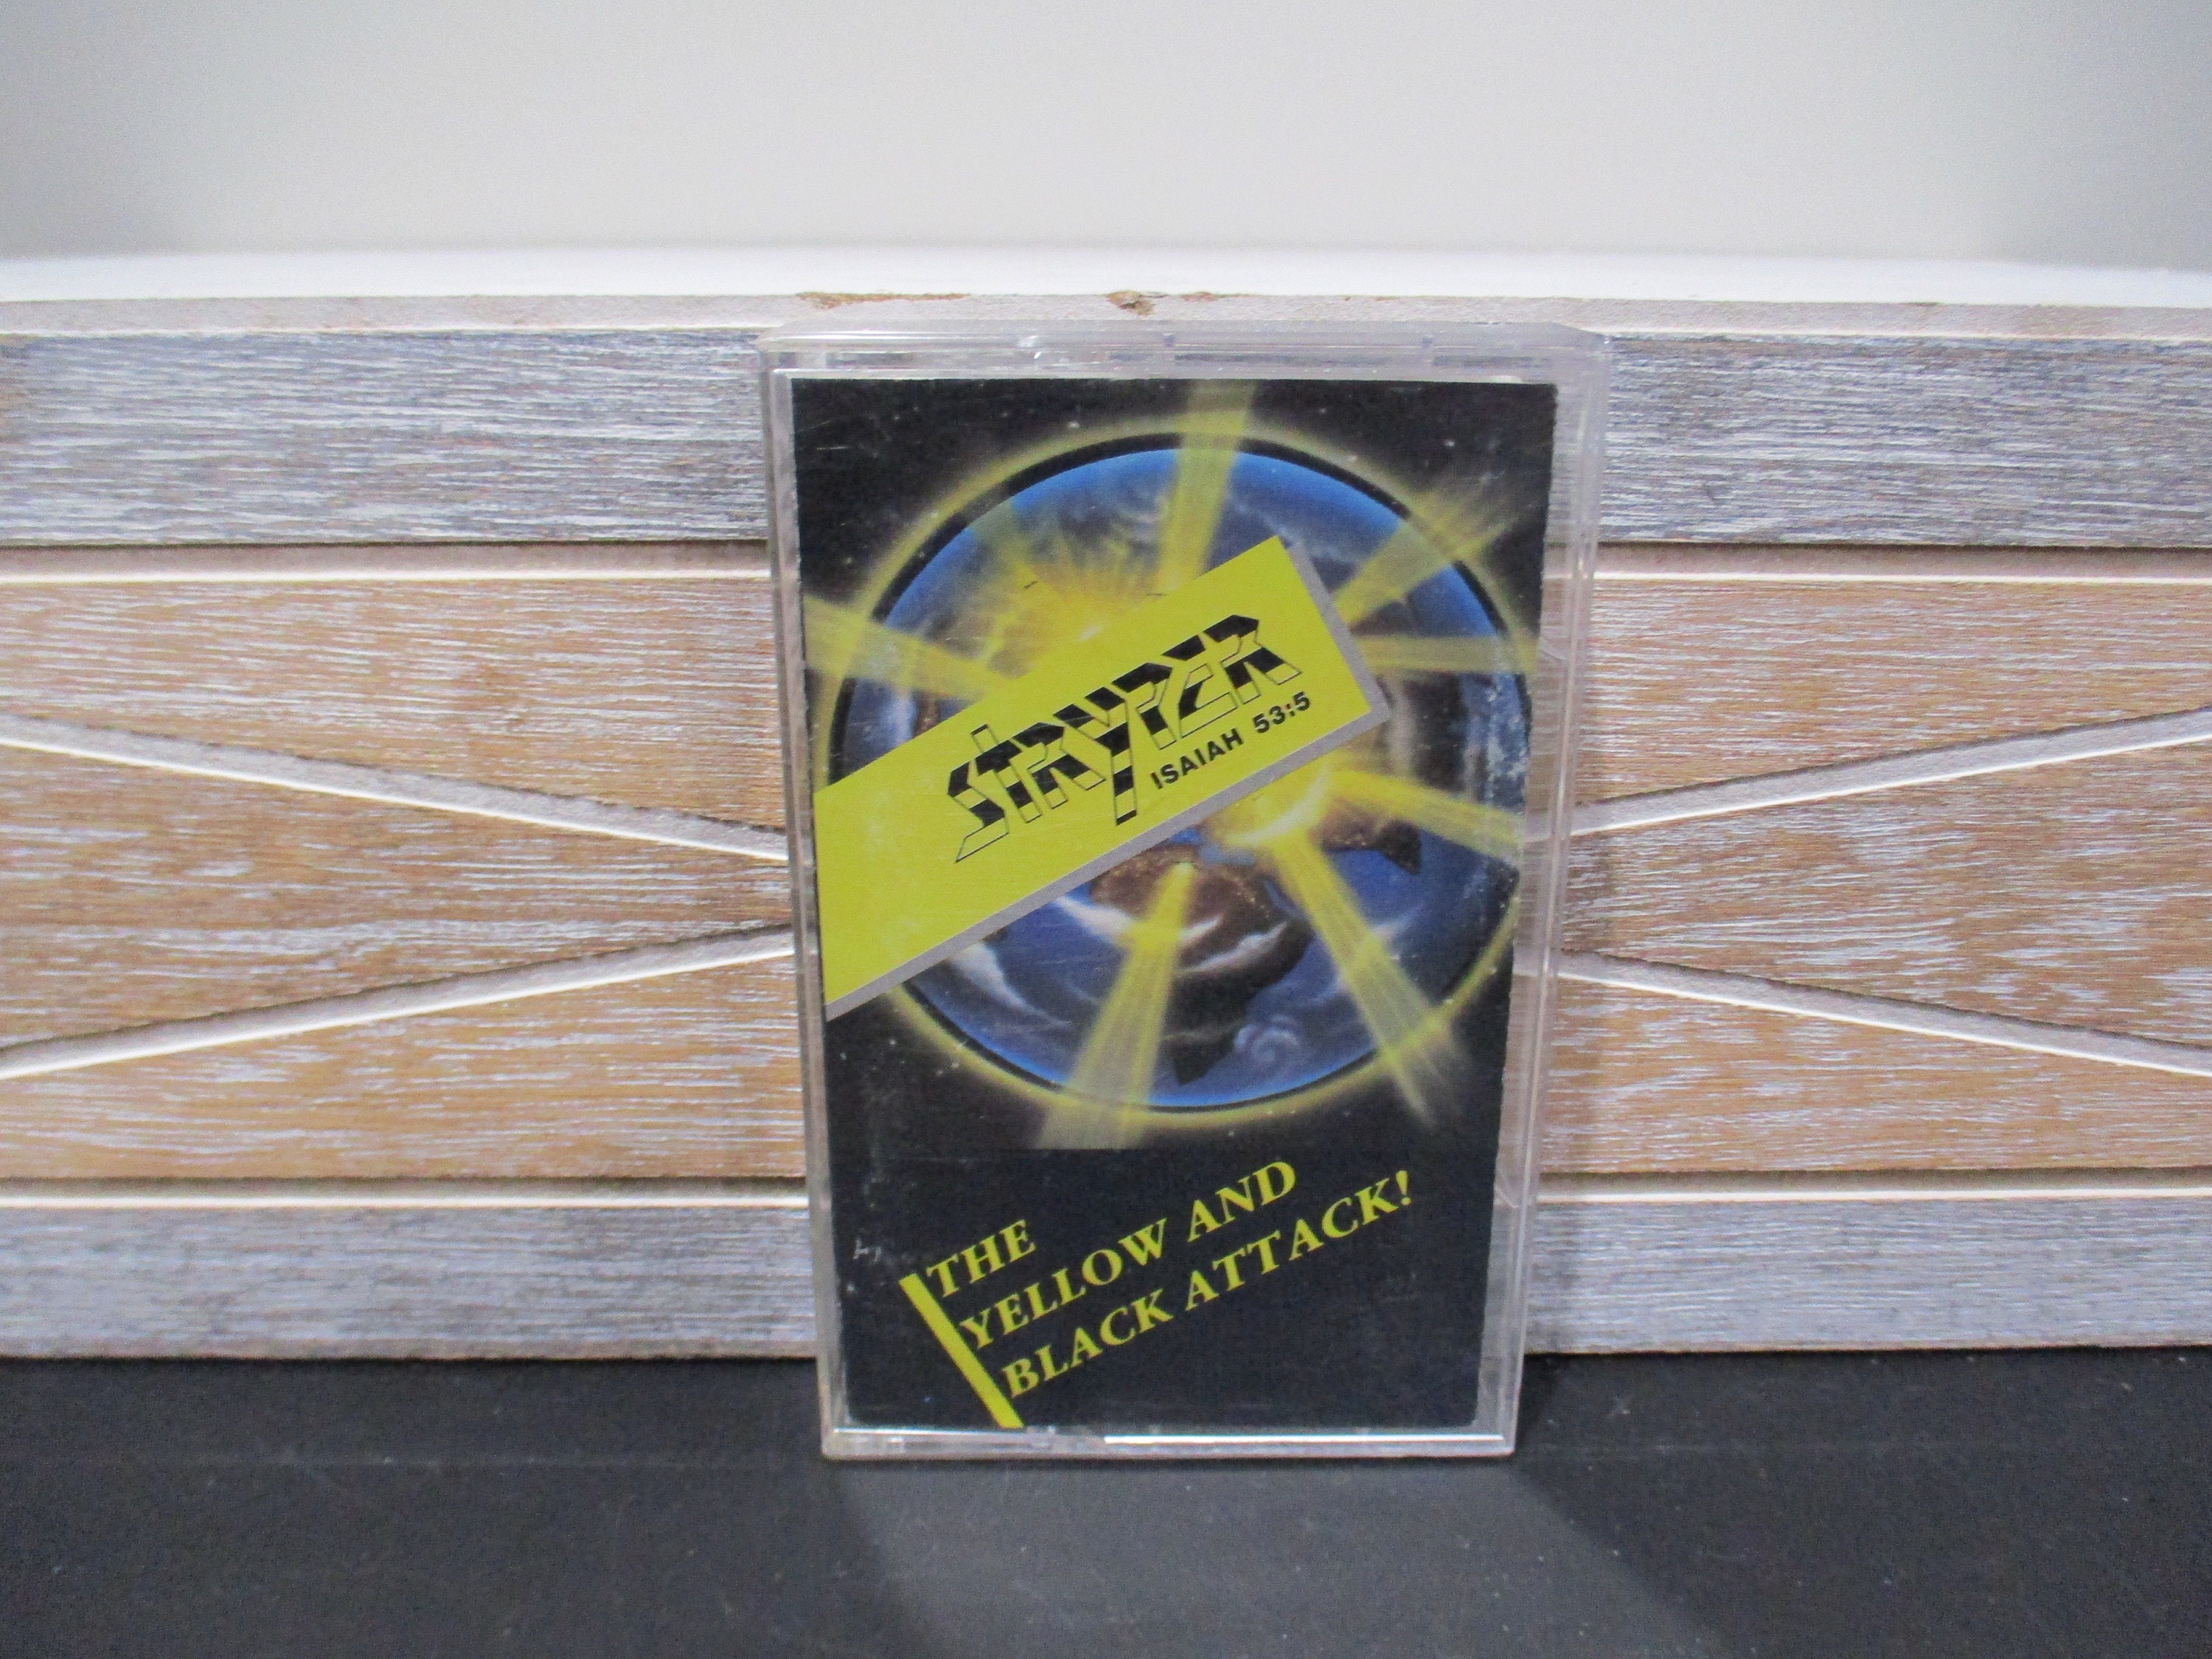 STRYPER
ISAIAH 53:5
THE
YELLOW AND
BLACK ATTACK!